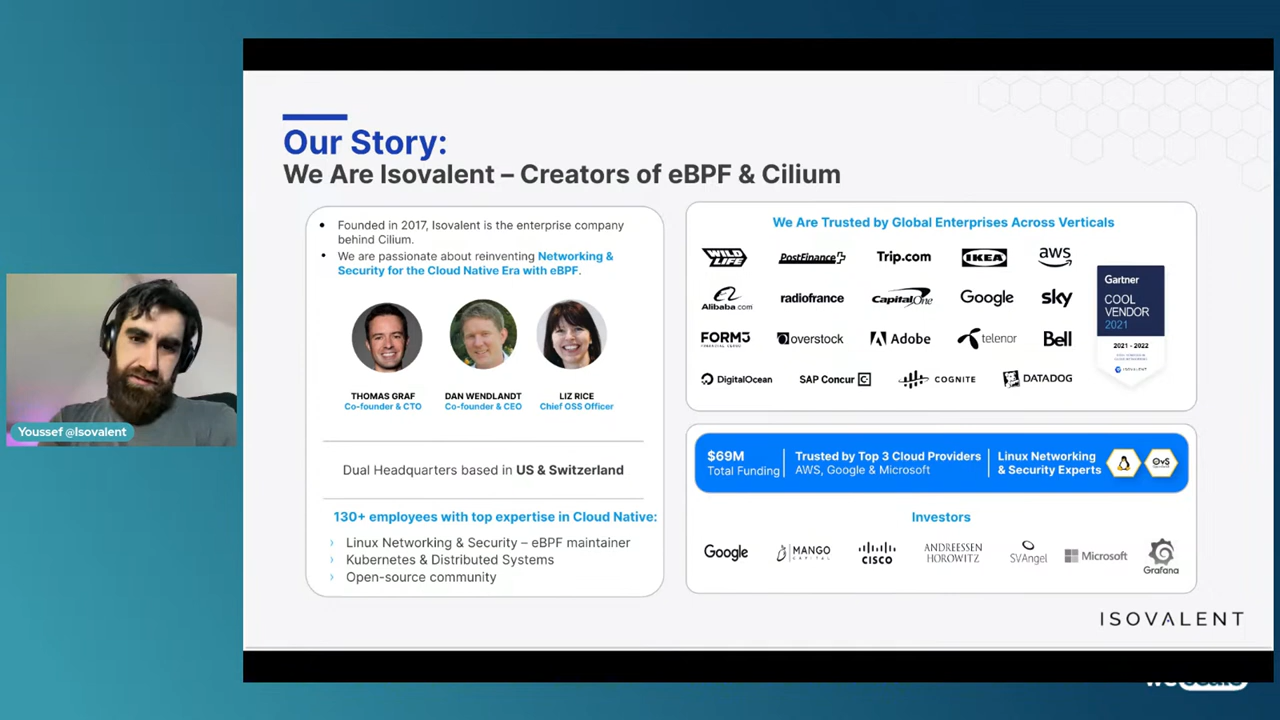 Our Story:
We Are Isovalent – Creators of eBPF & Cilium
• Founded in 2017, Isovalent is the enterprise company
behind Cilium.
• We are passionate about reinventing Networking &
Security for the Cloud Native Era with eBPF.
THOMAS GRAF
Co-founder & CTO
DAN WENDLANDT
Co-founder & CEO
LIZ RICE
Chief OSS Officer
Dual Headquarters based in US & Switzerland
130+ employees with top expertise in Cloud Native:
› Linux Networking & Security – eBPF maintainer
› Kubernetes & Distributed Systems
› Open-source community
We Are Trusted by Global Enterprises Across Verticals
WILD LIFE PostFinance Trip.com IKEA aws
Alibaba.com radiofrance Capital One Google sky
FORM3 overstock Adobe telenor Bell
DigitalOcean SAP Concur COGNITE DATADOG
Gartner
COOL
VENDOR
2021
2021 - 2022
ISOVALENT
$69M
Total Funding
Trusted by Top 3 Cloud Providers
AWS, Google & Microsoft
Linux Networking
& Security Experts
OvS
Investors
Google MANGO CAPITAL CISCO ANDREESSEN HOROWITZ SVAngel Microsoft Grafana
ISOVALENT
Youssef @Isovalent